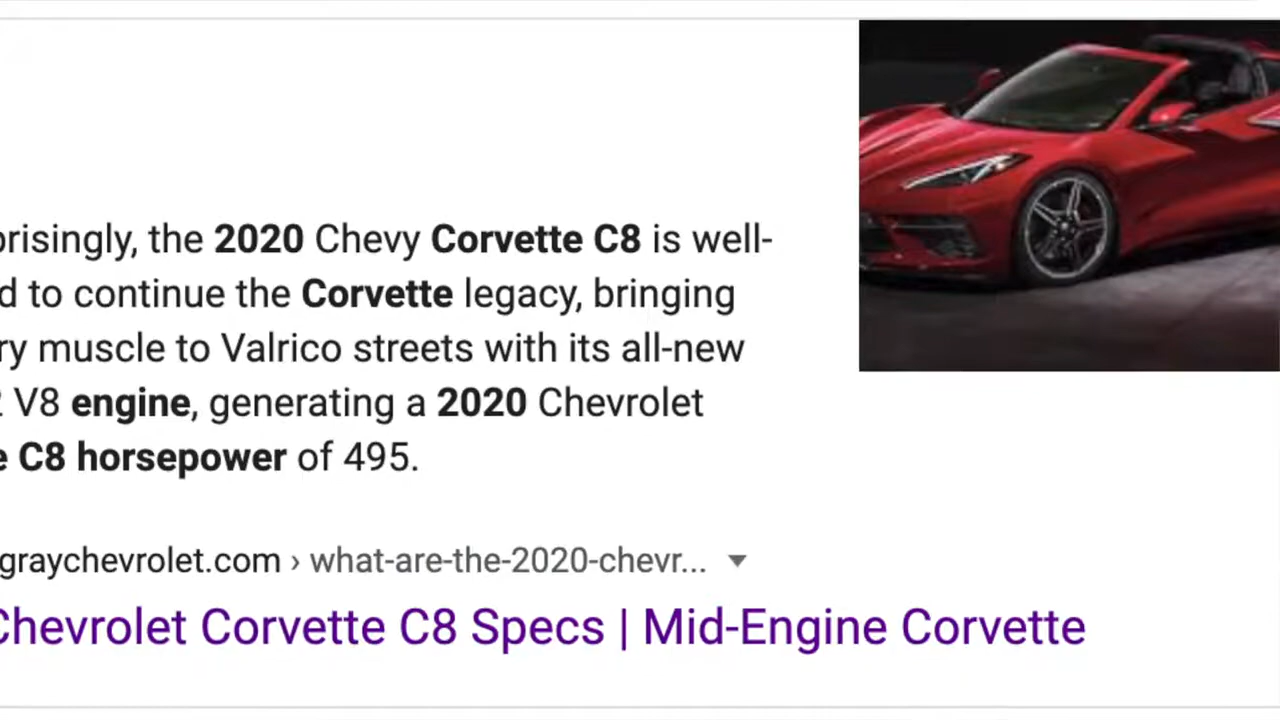 prisingly, the 2020 Chevy Corvette C8 is well-
d to continue the Corvette legacy, bringing
ry muscle to Valrico streets with its all-new
2 V8 engine, generating a 2020 Chevrolet
e C8 horsepower of 495.
graychevrolet.com › what-are-the-2020-chevr...
Chevrolet Corvette C8 Specs | Mid-Engine Corvette